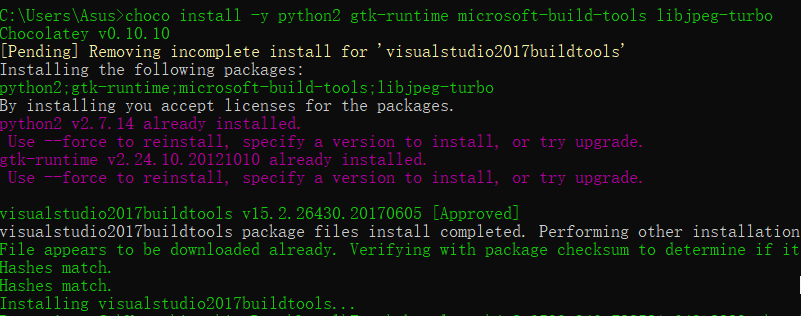 C:\Users\Asus>choco install -y python2 gtk-runtime microsoft-build-tools libjpeg-turbo
Chocolatey v0.10.10
[Pending] Removing incomplete install for 'visualstudio2017buildtools'
Installing the following packages:
python2;gtk-runtime;microsoft-build-tools;libjpeg-turbo
By installing you accept licenses for the packages.
python2 v2.7.14 already installed.
 Use --force to reinstall, specify a version to install, or try upgrade.
gtk-runtime v2.24.10.20121010 already installed.
 Use --force to reinstall, specify a version to install, or try upgrade.
visualstudio2017buildtools v15.2.26430.20170605 [Approved]
visualstudio2017buildtools package files install completed. Performing other installation
File appears to be downloaded already. Verifying with package checksum to determine if it
Hashes match.
Hashes match.
Installing visualstudio2017buildtools...